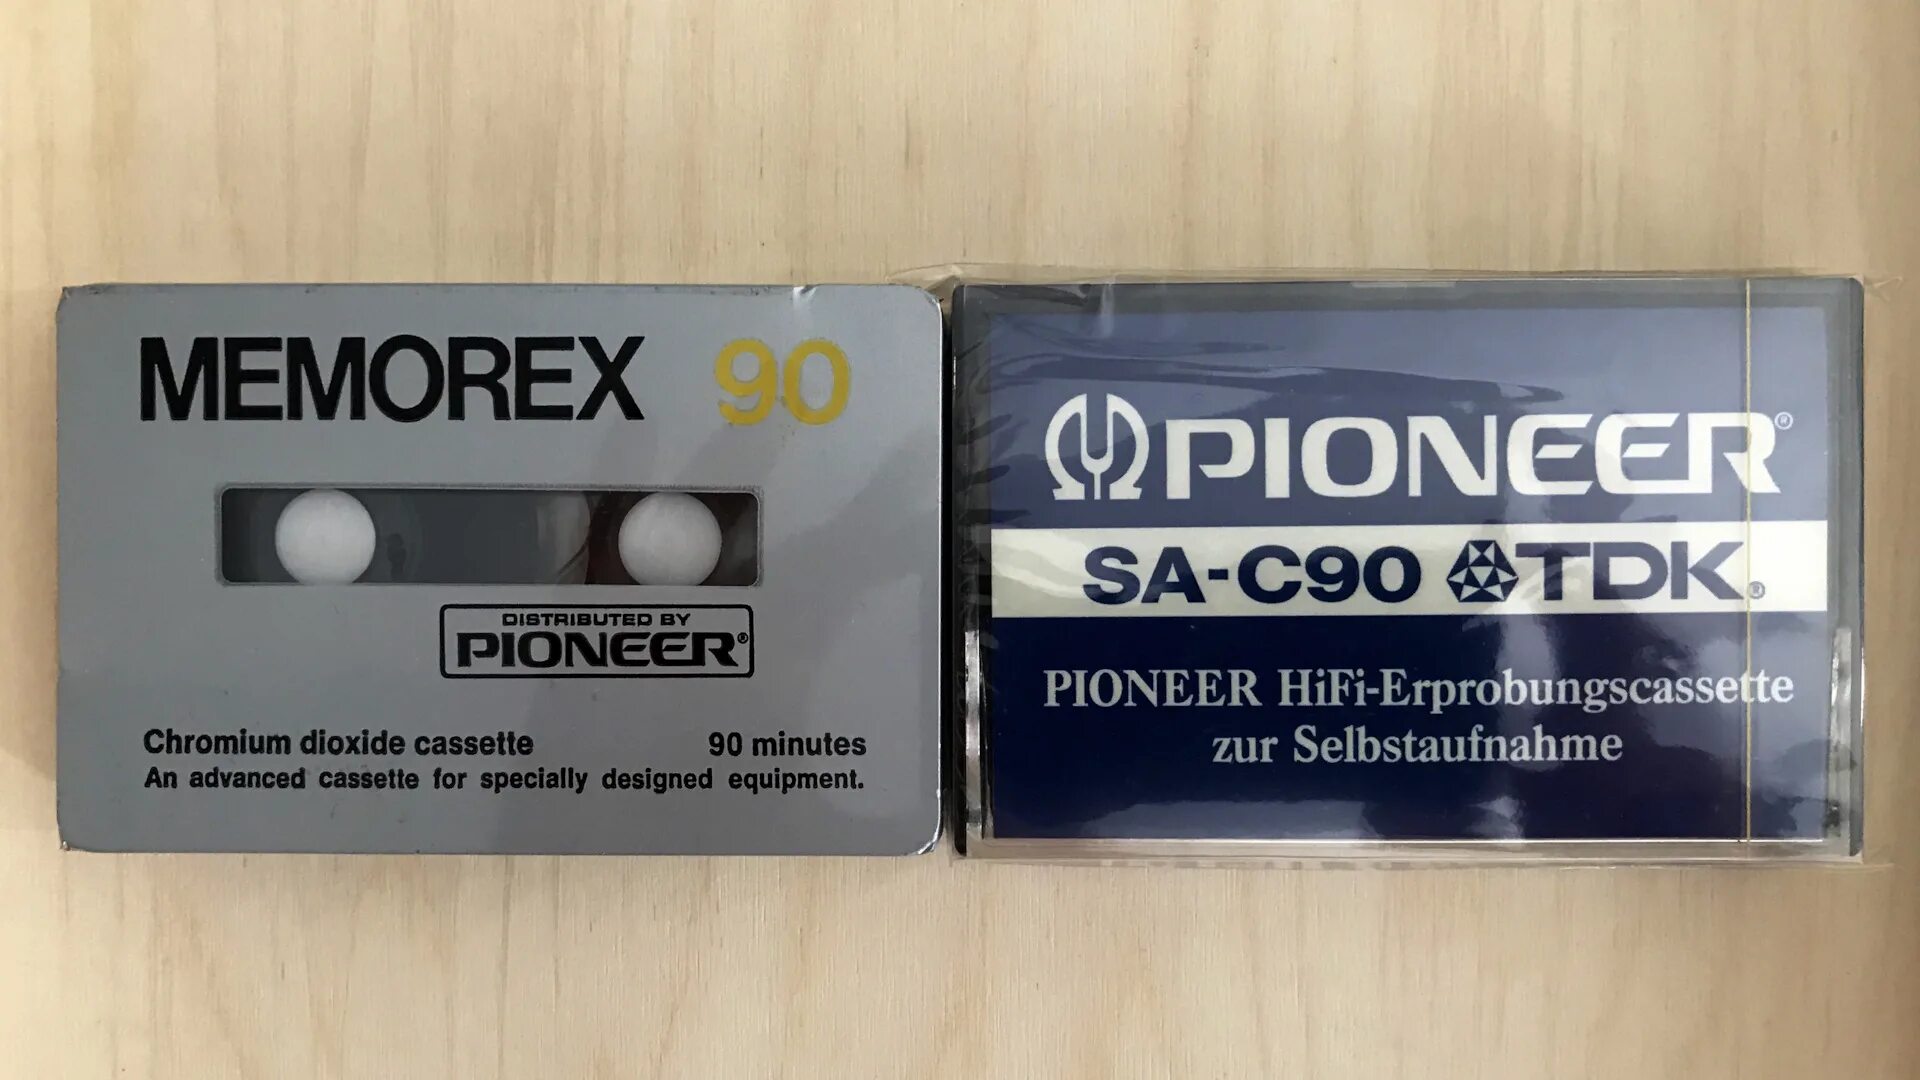 MEMOREX 90
DISTRIBUTED BY
PIONEER®
Chromium dioxide cassette 90 minutes
An advanced cassette for specially designed equipment.
PIONEER®
SA-C90 TDK®
PIONEER HiFi-Erprobungscassette
zur Selbstaufnahme